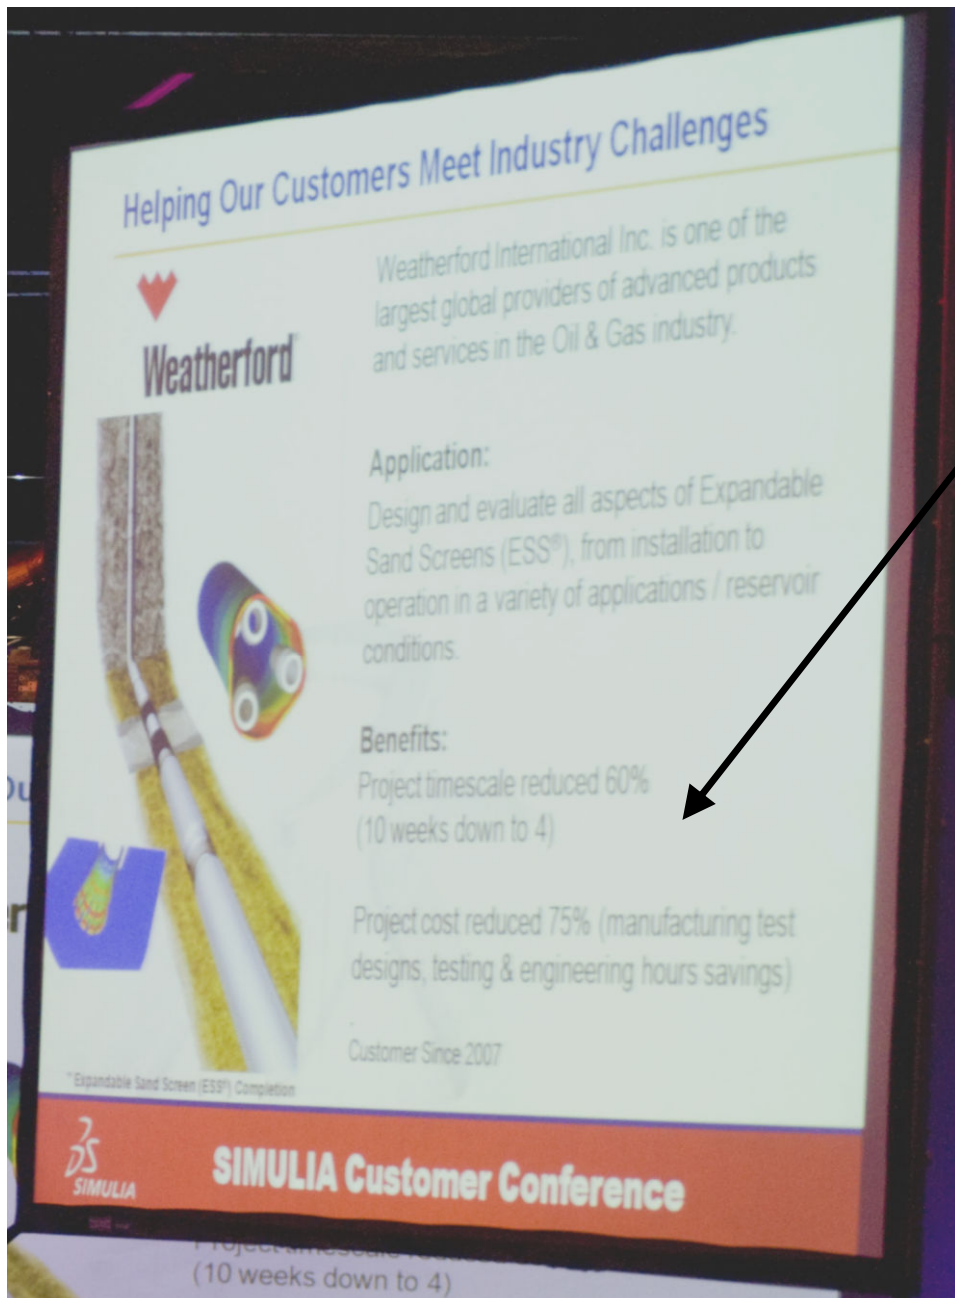 Helping Our Customers Meet Industry Challenges
Weatherford®
Weatherford International Inc. is one of the
largest global providers of advanced products
and services in the Oil & Gas industry.
Application:
Design and evaluate all aspects of Expandable
Sand Screens (ESS®), from installation to
operation in a variety of applications / reservoir
conditions.
Benefits:
Project timescale reduced 60%
(10 weeks down to 4)
Project cost reduced 75% (manufacturing test
designs, testing & engineering hours savings)
Customer Since 2007
Expandable Sand Screen (ESS®) Completion
SIMULIA
SIMULIA Customer Conference
Project timescale
(10 weeks down to 4)